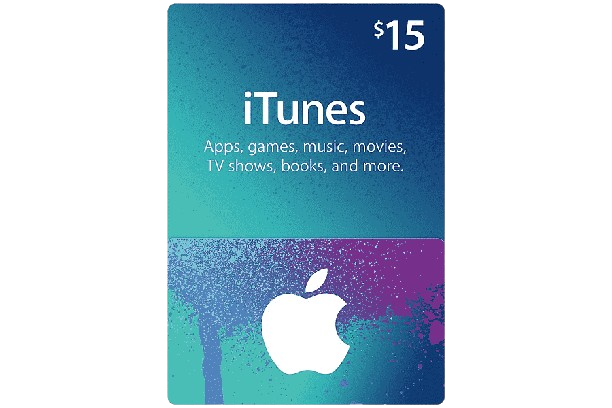 $15
iTunes
Apps, games, music, movies,
TV shows, books, and more.